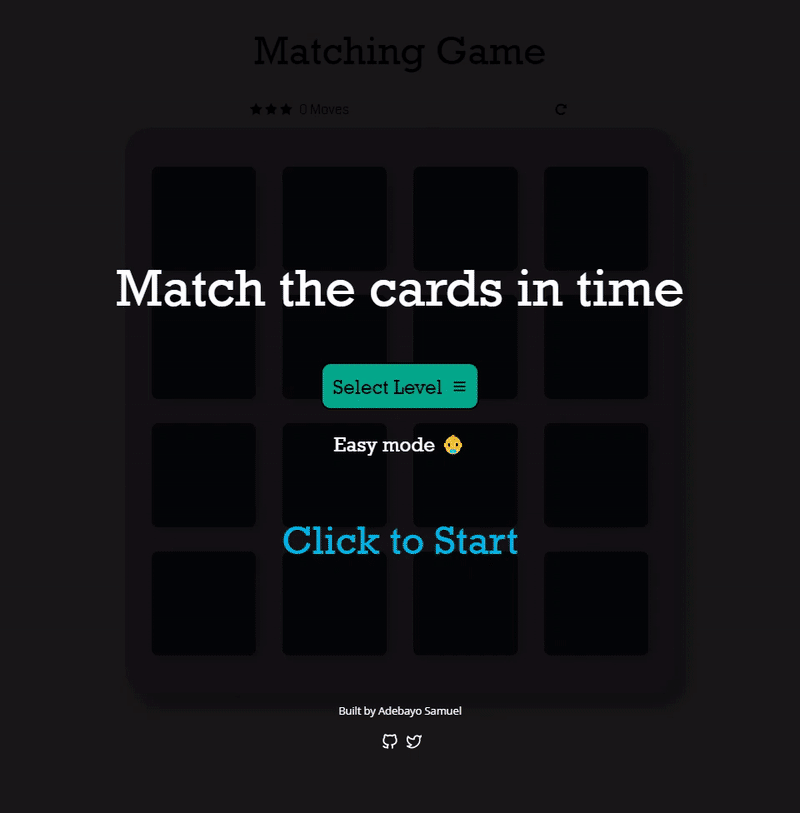 Matching Game
0 Moves
Match the cards in time
Select Level
Easy mode
Click to Start
Built by Adebayo Samuel